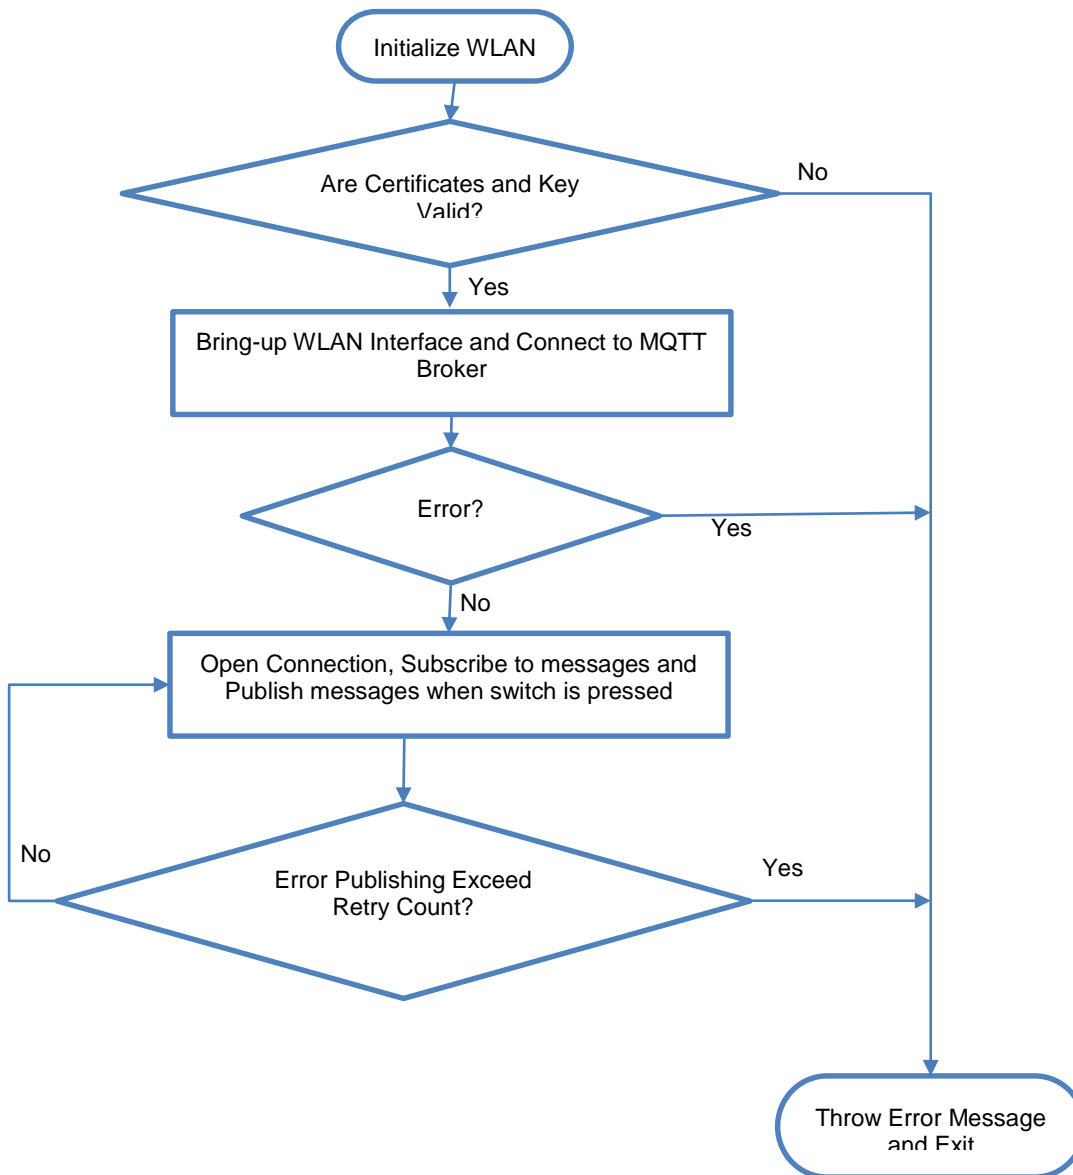 Initialize WLAN
Are Certificates and Key
Valid?
No
Yes
Bring-up WLAN Interface and Connect to MQTT
Broker
Error?
Yes
No
Open Connection, Subscribe to messages and
Publish messages when switch is pressed
No
Error Publishing Exceed
Retry Count?
Yes
Throw Error Message
and Exit